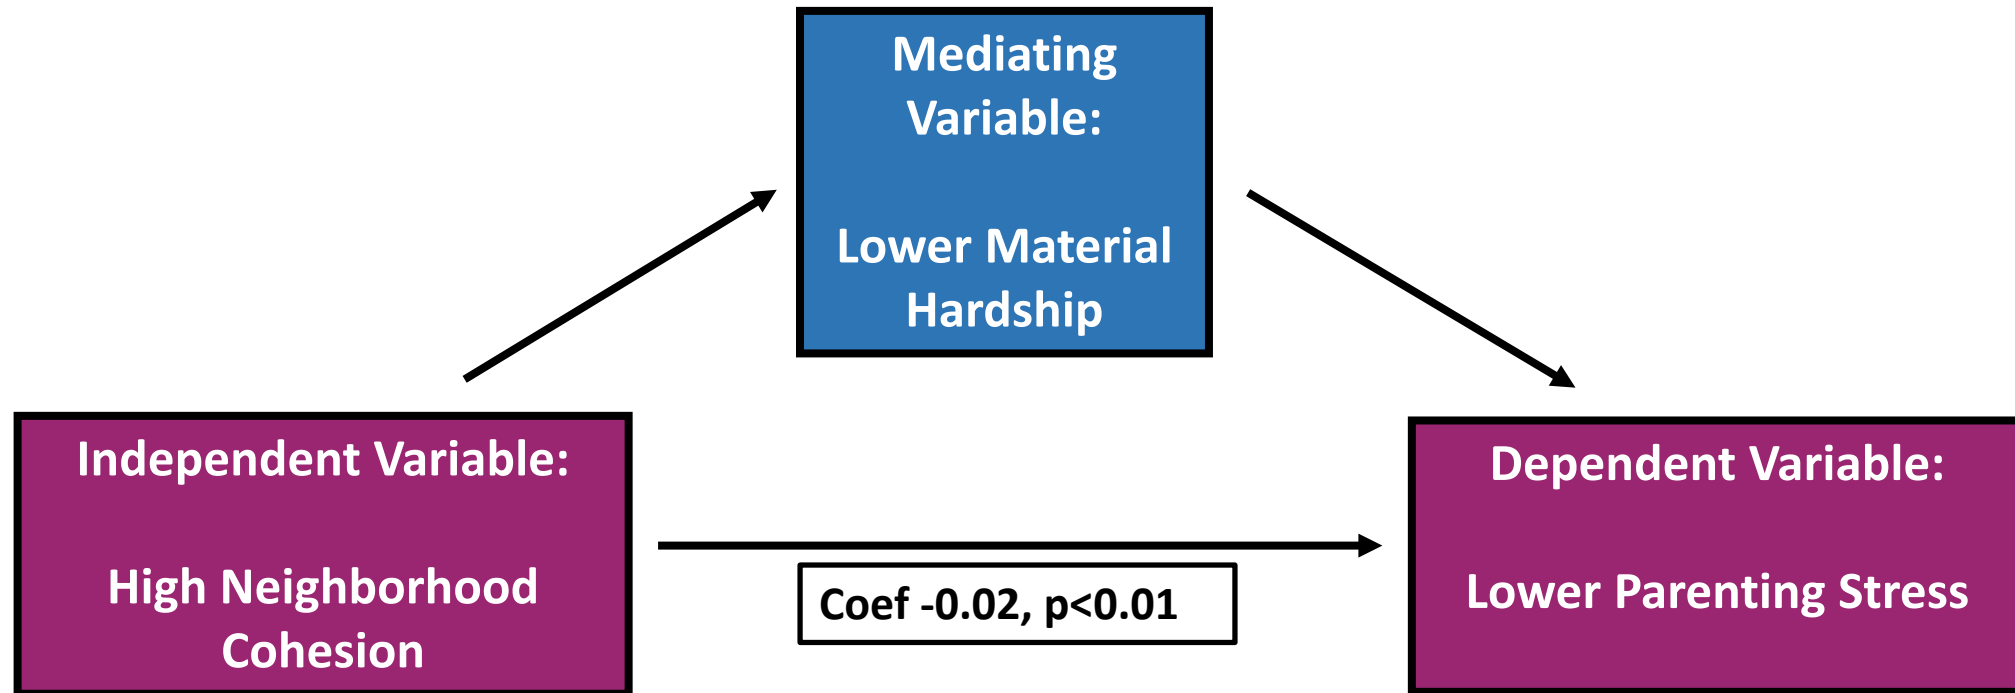 Mediating
Variable:
Lower Material
Hardship
Independent Variable:
High Neighborhood
Cohesion
Coef -0.02, p<0.01
Dependent Variable:
Lower Parenting Stress